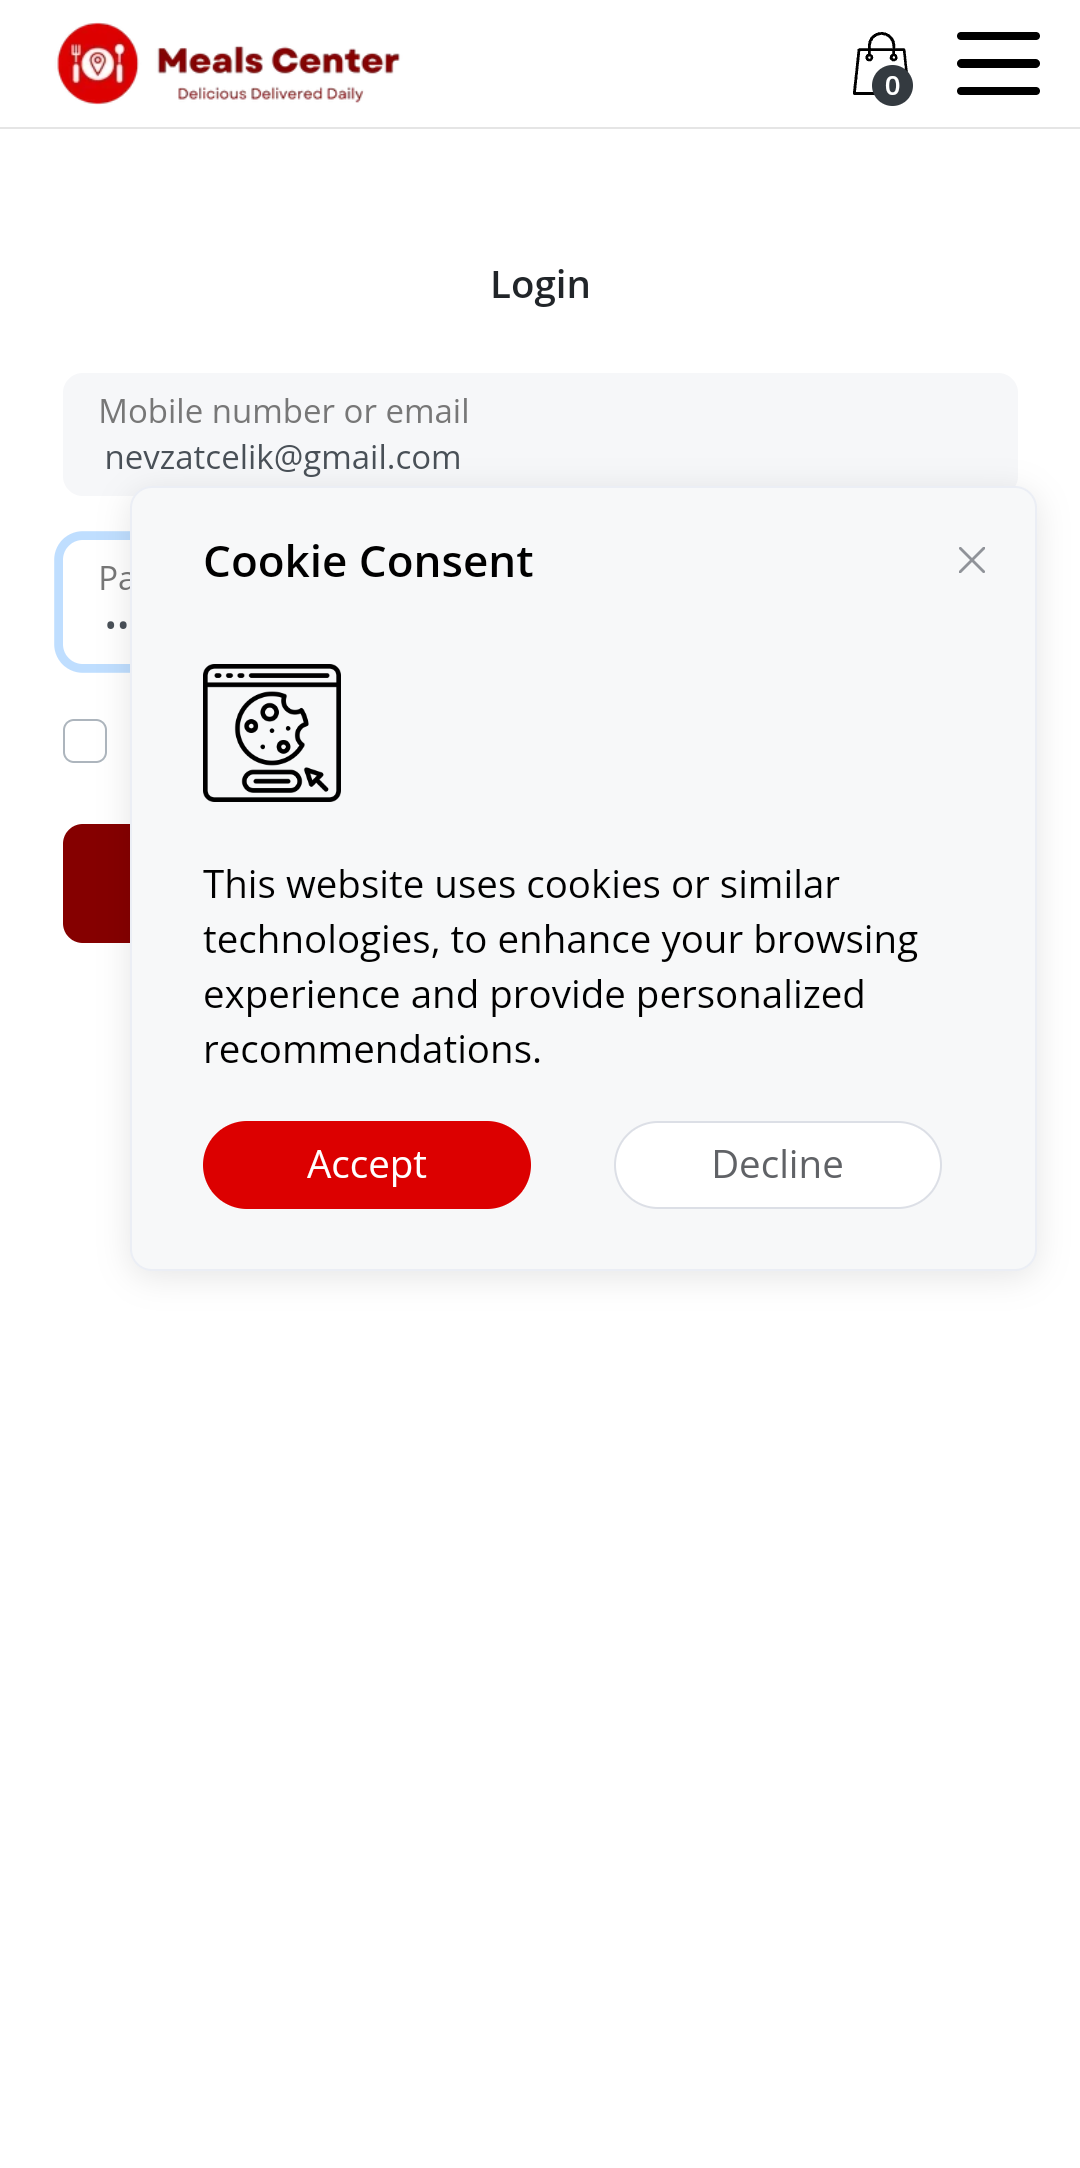 Meals Center
Delicious Delivered Daily
0
Login
Mobile number or email
nevzatcelik@gmail.com
Pa
Cookie Consent
This website uses cookies or similar
technologies, to enhance your browsing
experience and provide personalized
recommendations.
Accept
Decline